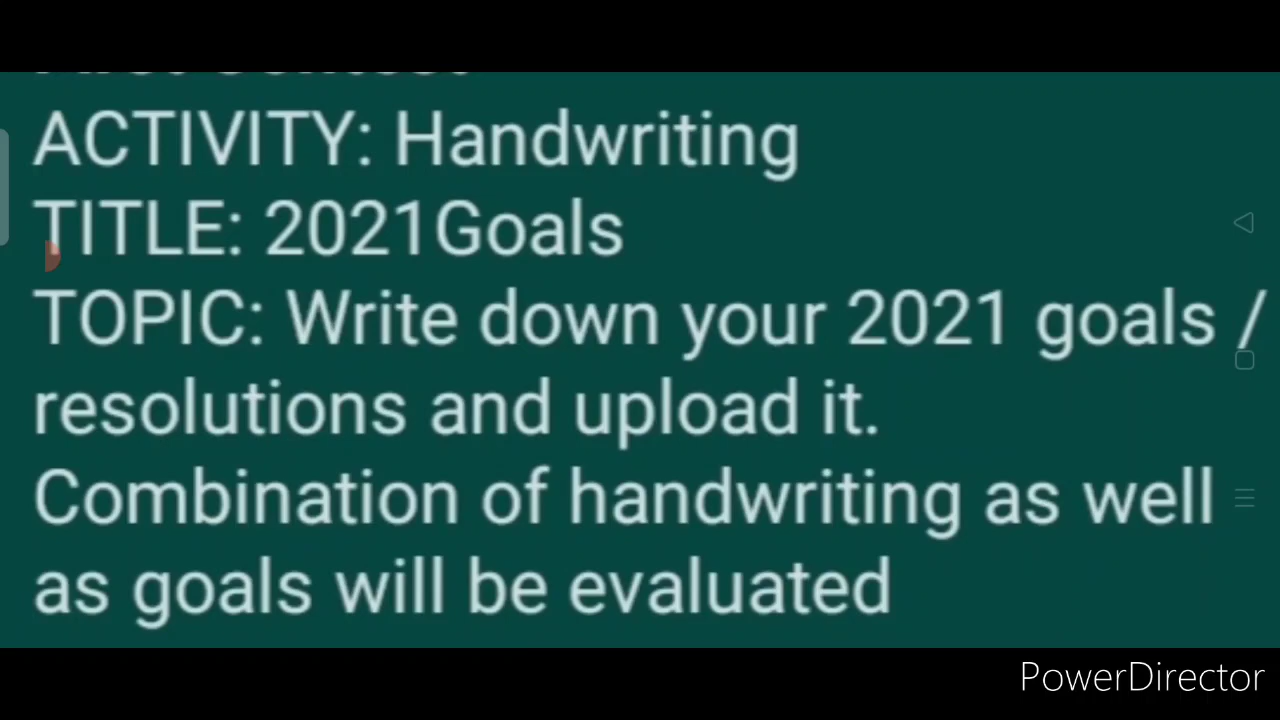 ACTIVITY: Handwriting
TITLE: 2021Goals
TOPIC: Write down your 2021 goals /
resolutions and upload it.
Combination of handwriting as well
as goals will be evaluated
PowerDirector